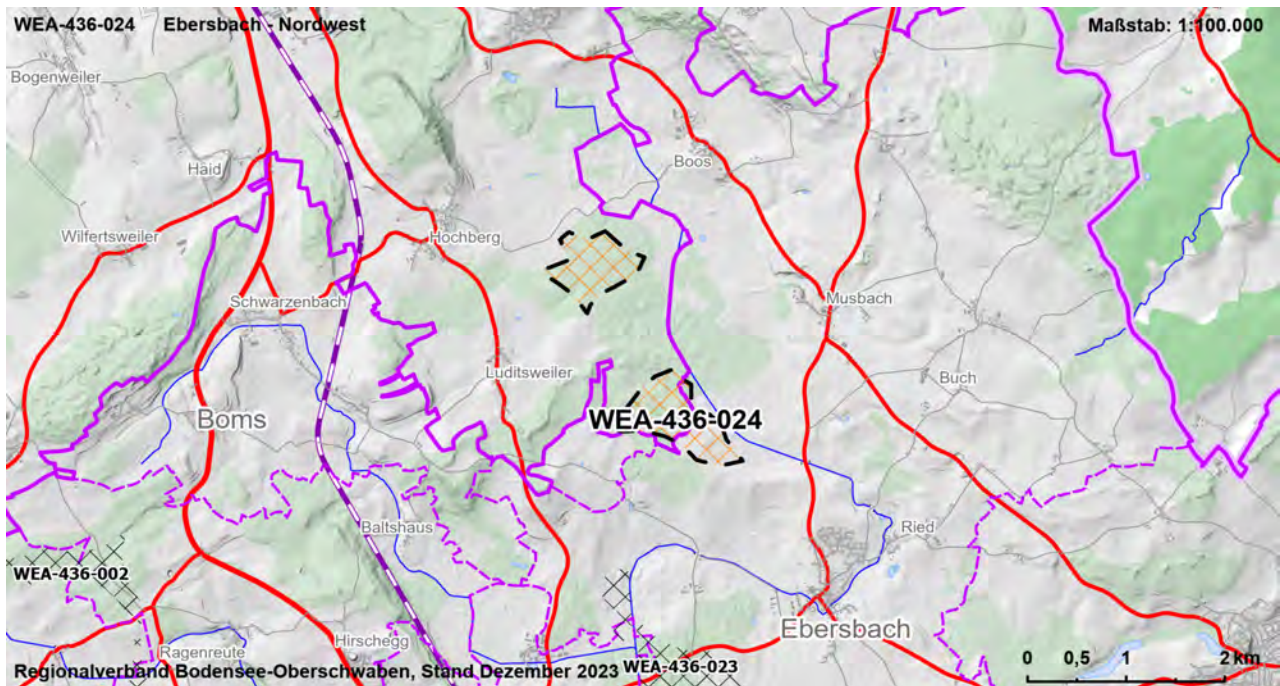 WEA-436-024 Ebersbach - Nordwest
Maßstab: 1:100.000
Bogenweiler
Haid
Boos
Wilfertsweiler
Hochberg
Schwarzenbach
Musbach
Luditsweiler
Buch
Boms
WEA-436-024
Baltshaus
Ried
WEA-436-002
Ebersbach
Hirschegg
Ragenreute
WEA-436-023
Regionalverband Bodensee-Oberschwaben, Stand Dezember 2023
0 0,5 1 2 km